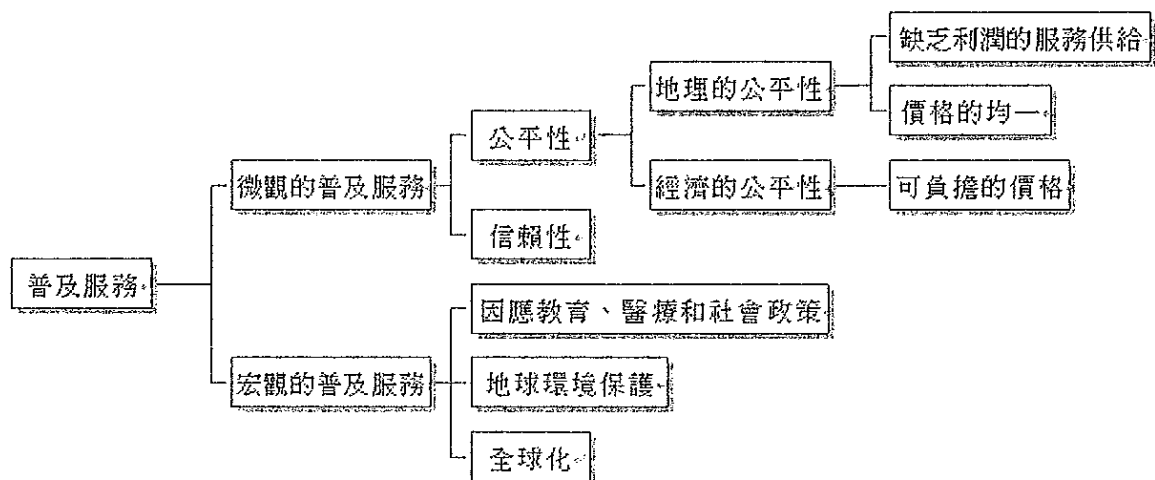 缺乏利潤的服務供給
地理的公平性
公平性
價格的均一
微觀的普及服務
經濟的公平性
可負擔的價格
信賴性
普及服務
因應教育、醫療和社會政策
宏觀的普及服務
地球環境保護
全球化